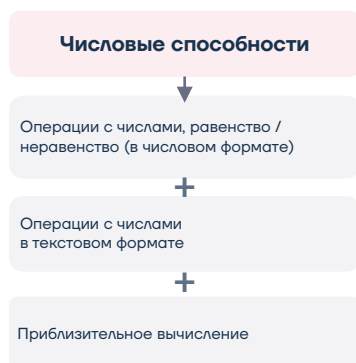 Числовые способности
Операции с числами, равенство /
неравенство (в числовом формате)
+
Операции с числами
в текстовом формате
+
Приблизительное вычисление